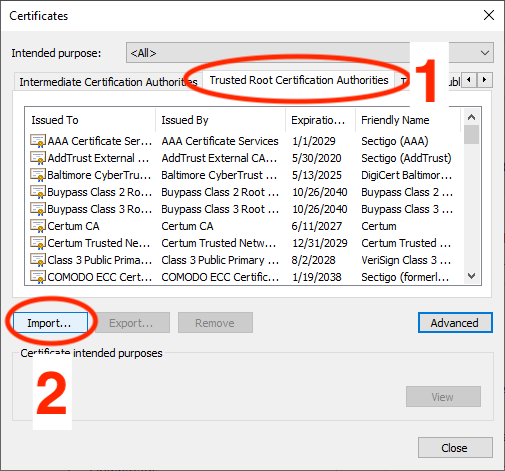 Certificates
Intended purpose: <All>
1
Intermediate Certification Authorities Trusted Root Certification Authorities
Issued To Issued By Expiratio... Friendly Name
AAA Certificate Ser... AAA Certificate Services 1/1/2029 Sectigo (AAA)
AddTrust External ... AddTrust External CA... 5/30/2020 Sectigo (AddTrust)
Baltimore CyberTrust ... Baltimore CyberTrust ... 5/13/2025 DigiCert Baltimor...
Buypass Class 2 Root ... Buypass Class 2 Root ... 10/26/2040 Buypass Class 2 ...
Buypass Class 3 Root ... Buypass Class 3 Root ... 10/26/2040 Buypass Class 3 ...
Certum CA Certum CA 6/11/2027 Certum
Certum Trusted Ne... Certum Trusted Netw... 12/31/2029 Certum Trusted ...
Class 3 Public Prima... Class 3 Public Primary ... 8/2/2028 VeriSign Class 3 ...
COMODO ECC Cert... COMODO ECC Certific... 1/19/2038 Sectigo (formerl...
Import... Export... Remove Advanced
Certificate intended purposes
2
View
Close